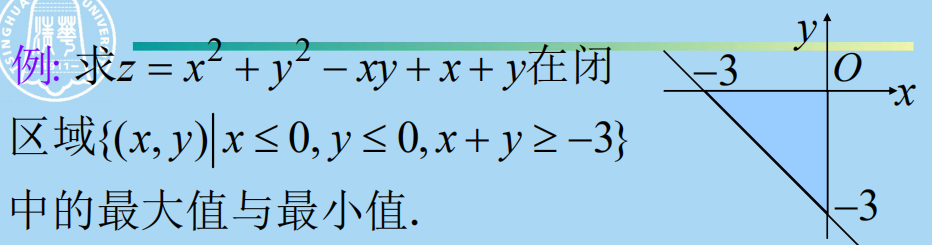 例: 求z = x² + y² − xy + x + y在闭
区域{(x, y)|x ≤ 0, y ≤ 0, x + y ≥ −3}
中的最大值与最小值.
y
−3
O
x
−3